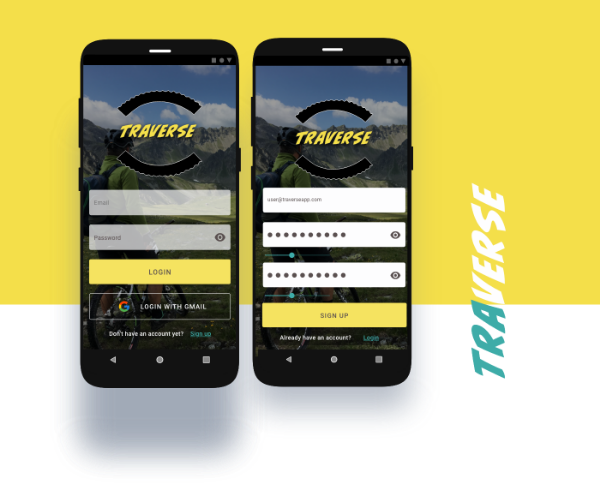 TRAVERSE
Email
Password
LOGIN
LOGIN WITH GMAIL
Don't have an account yet? Sign up
TRAVERSE
user@traverseapp.com
SIGN UP
Already have an account? Login
TRAVERSE